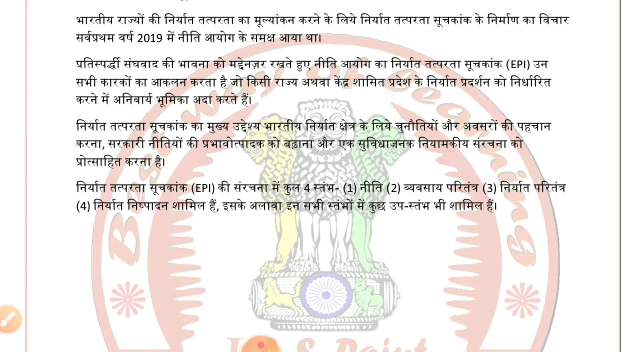 भारतीय राज्यों की निर्यात तत्परता का मूल्यांकन करने के लिये निर्यात तत्परता सूचकांक के निर्माण का विचार
सर्वप्रथम वर्ष 2019 में नीति आयोग के समक्ष आया था।
प्रतिस्पर्द्धी संघवाद की भावना को मद्देनज़र रखते हुए नीति आयोग का निर्यात तत्परता सूचकांक (EPI) उन
सभी कारकों का आकलन करता है जो किसी राज्य अथवा केंद्र शासित प्रदेश के निर्यात प्रदर्शन को निर्धारित
करने में अनिवार्य भूमिका अदा करते हैं।
निर्यात तत्परता सूचकांक का मुख्य उद्देश्य भारतीय निर्यात क्षेत्र के लिये चुनौतियों और अवसरों की पहचान
करना, सरकारी नीतियों की प्रभावोत्पादक को बढ़ाना और एक सुविधाजनक नियामकीय संरचना को
प्रोत्साहित करना है।
निर्यात तत्परता सूचकांक (EPI) की संरचना में कुल 4 स्तंभ- (1) नीति (2) व्यवसाय परितंत्र (3) निर्यात परितंत्र
(4) निर्यात निष्पादन शामिल हैं, इसके अलावा इन सभी स्तंभों में कुछ उप-स्तंभ भी शामिल हैं।